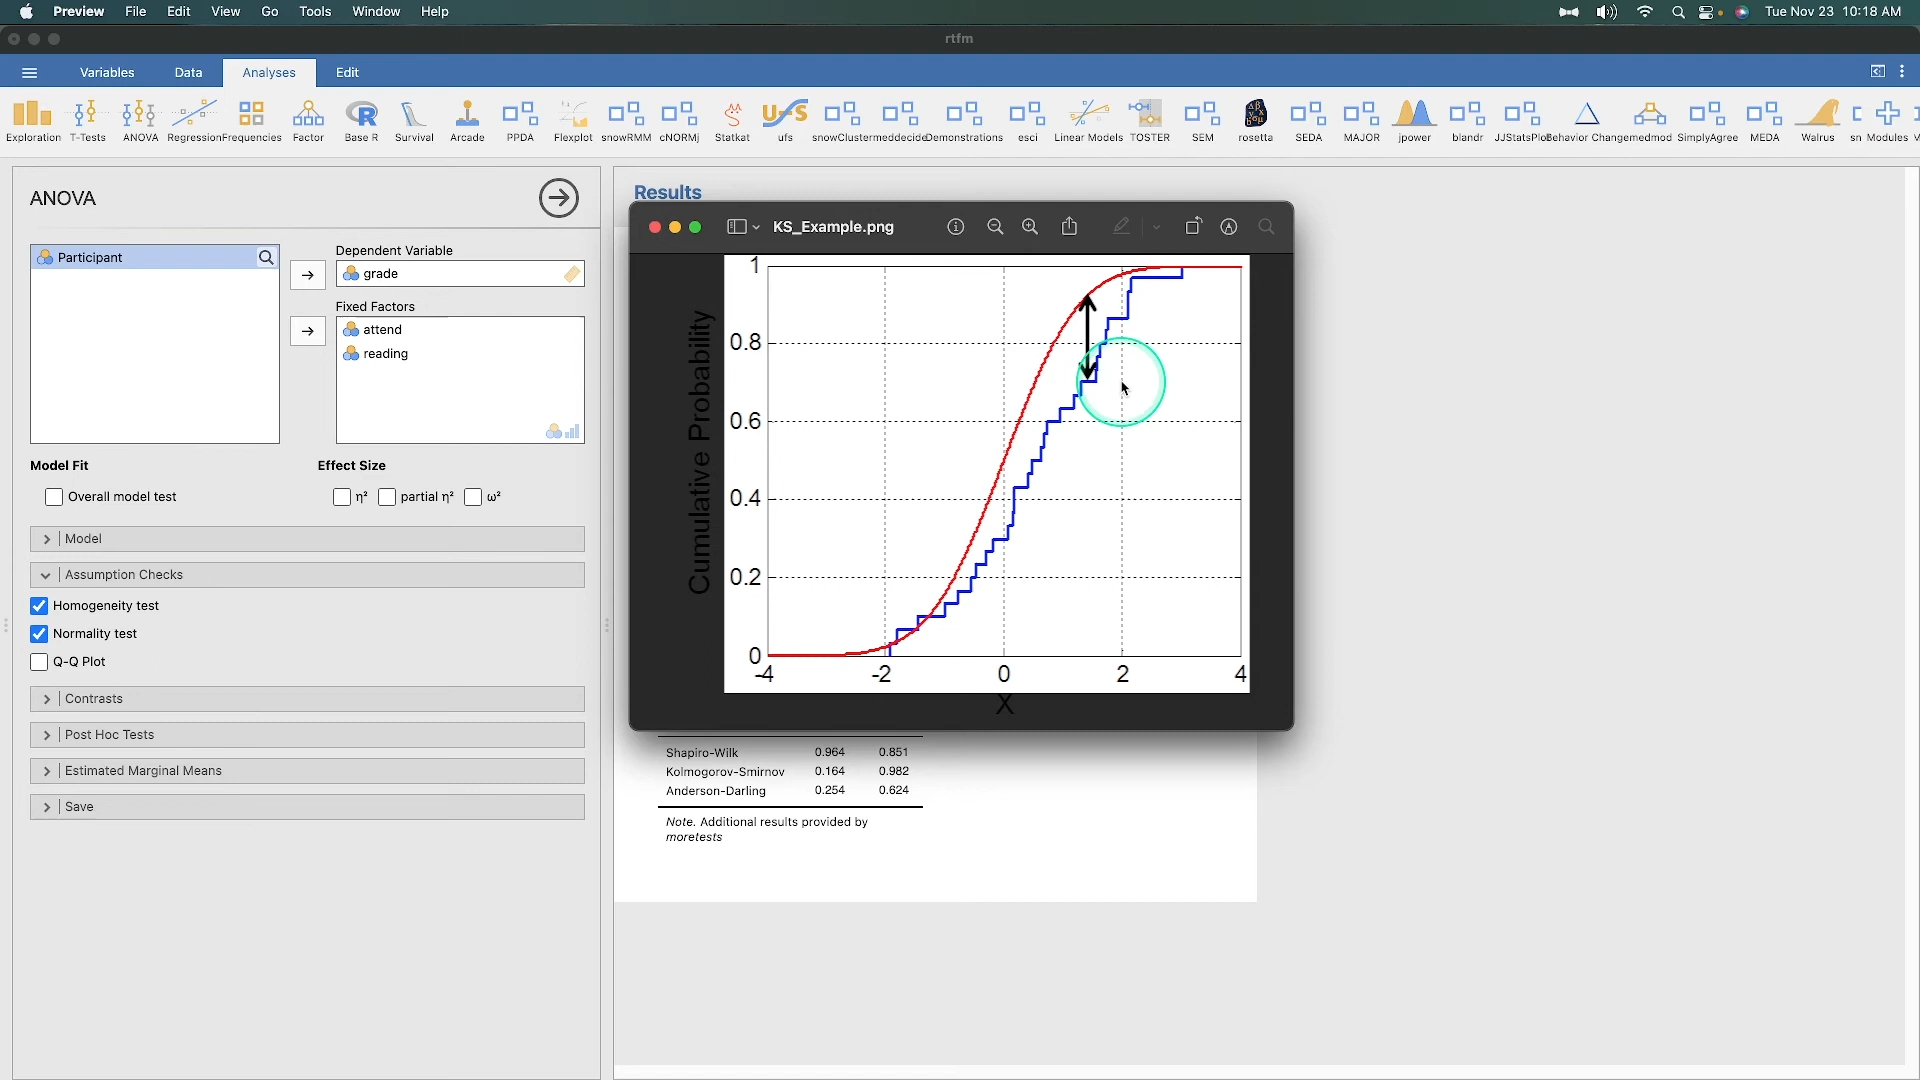 Preview File Edit View Go Tools Window Help Tue Nov 23 10:18 AM
rtfm
Variables Data Analyses Edit
Exploration T-Tests ANOVA Regression Frequencies Factor Base R Survival Arcade PPDA Flexplot snowRMM cNORMj Statkat ufs snowCluster meddecide Demonstrations esci Linear Models TOSTER SEM rosetta SEDA MAJOR jpower blandr JJStatsPlo Behavior Change medmod SimplyAgree MEDA Walrus sn Modules
ANOVA
Participant
Dependent Variable
grade
Fixed Factors
attend
reading
Model Fit
Effect Size
Overall model test
η² partial η² ω²
Model
Assumption Checks
Homogeneity test
Normality test
Q-Q Plot
Contrasts
Post Hoc Tests
Estimated Marginal Means
Save
Results
KS_Example.png
Cumulative Probability
1
0.8
0.6
0.4
0.2
0
-4 -2 0 2 4
X
Shapiro-Wilk 0.964 0.851
Kolmogorov-Smirnov 0.164 0.982
Anderson-Darling 0.254 0.624
Note. Additional results provided by
moretests